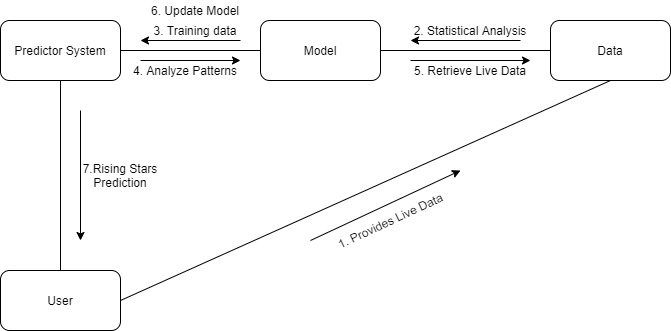 6. Update Model
3. Training data
2. Statistical Analysis
Predictor System
Model
Data
4. Analyze Patterns
5. Retrieve Live Data
7.Rising Stars
Prediction
1. Provides Live Data
User